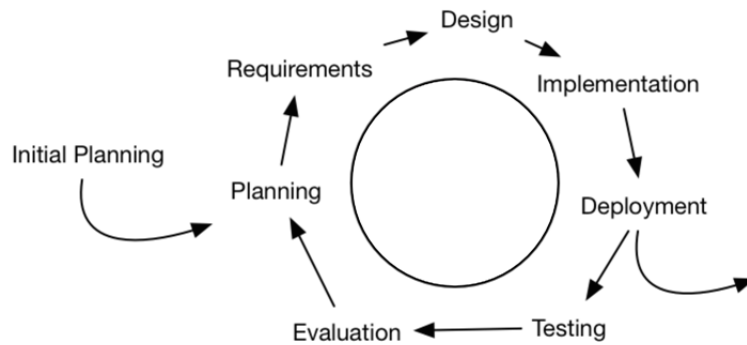 Design
Requirements
Implementation
Initial Planning
Planning
Deployment
Evaluation
Testing